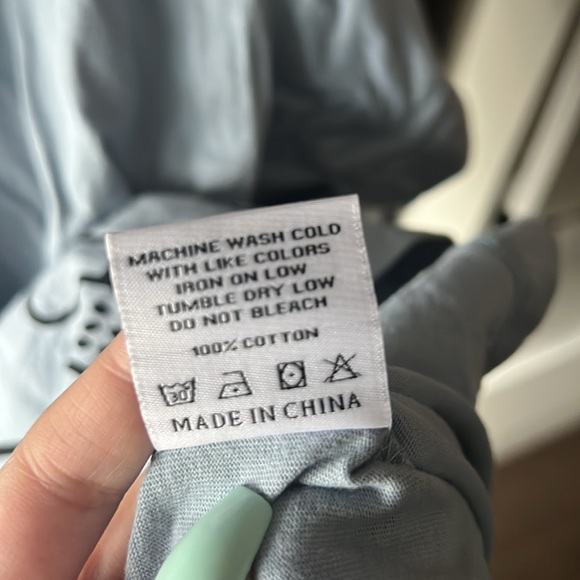 MACHINE WASH COLD
WITH LIKE COLORS
IRON ON LOW
TUMBLE DRY LOW
DO NOT BLEACH
100% COTTON
30
MADE IN CHINA